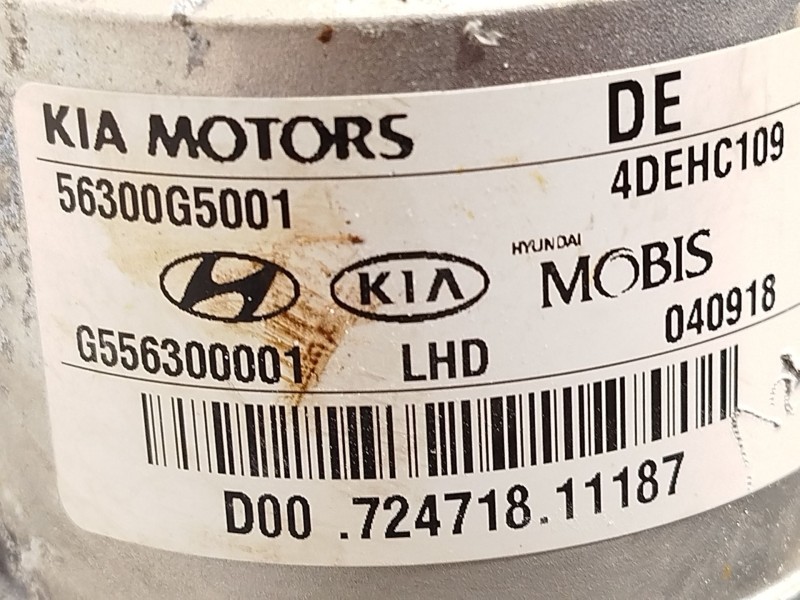 KIA MOTORS DE
56300G5001 4DEHC109
KIA HYUNDAI MOBIS
G556300001 LHD 040918
D00 .724718.11187